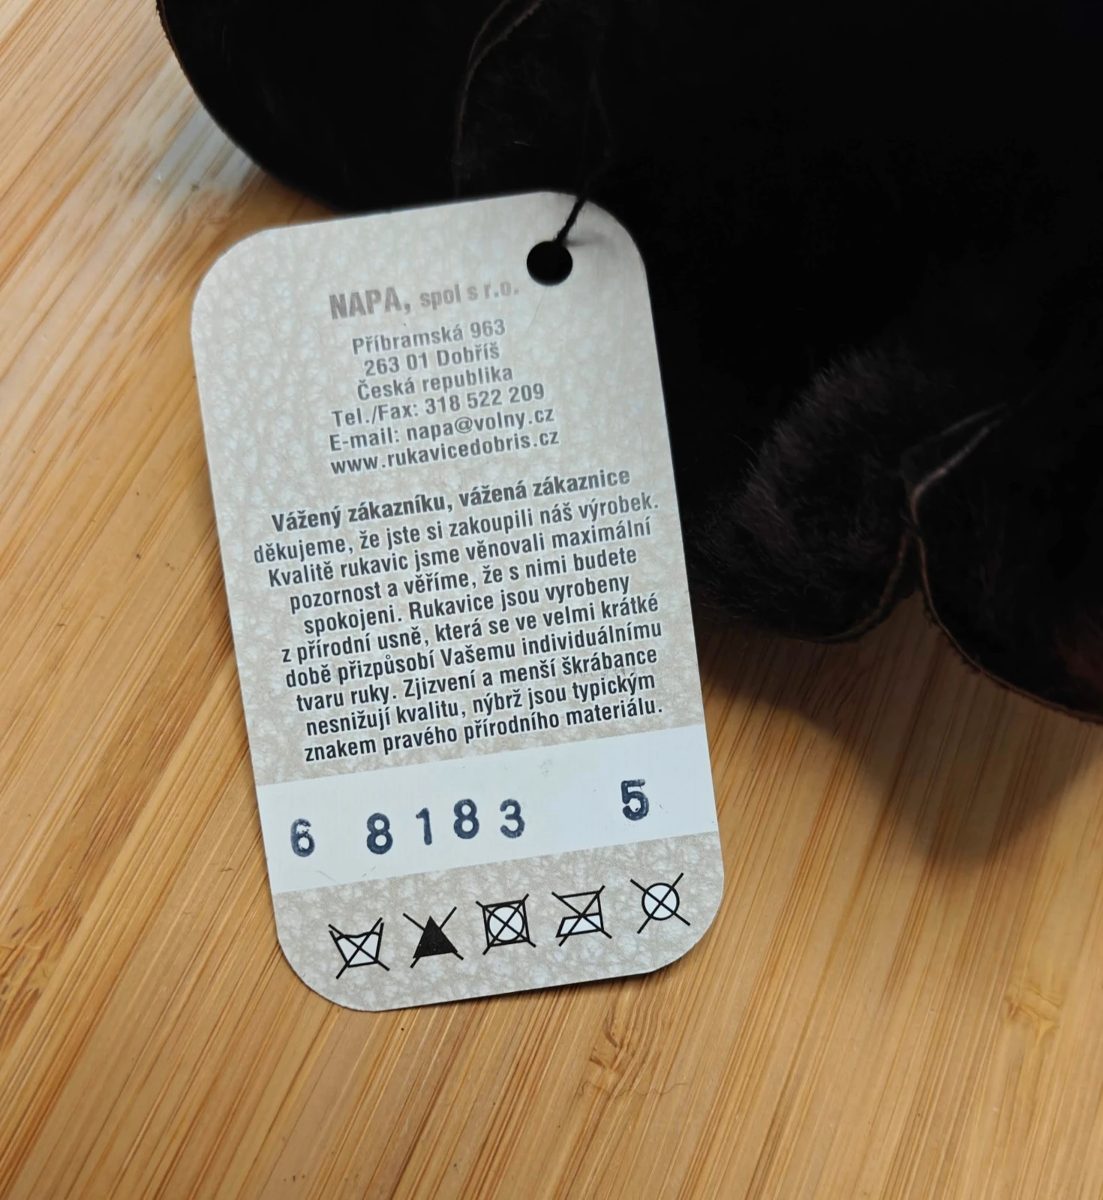 NAPA, spol s r.o.
Příbramská 963
263 01 Dobříš
Česká republika
Tel./Fax: 318 522 209
E-mail: napa@volny.cz
www.rukavicedobris.cz
Vážený zákazníku, vážená zákaznice
děkujeme, že jste si zakoupili náš výrobek.
Kvalitě rukavic jsme věnovali maximální
pozornost a věříme, že s nimi budete
spokojeni. Rukavice jsou vyrobeny
z přírodní usně, která se ve velmi krátké
době přizpůsobí Vašemu individuálnímu
tvaru ruky. Zjizvení a menší škrábance
nesnižují kvalitu, nýbrž jsou typickým
znakem pravého přírodního materiálu.
6 8183 5